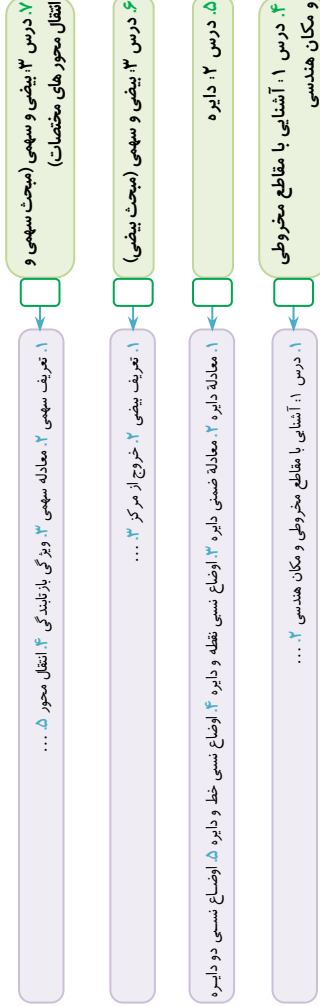 ۴. درس ۱: آشنایی با مقاطع مخروطی
و مکان هندسی
۱. درس ۱: آشنایی با مقاطع مخروطی و مکان هندسی ۲. ...
۵. درس ۲: دایره
۱. معادلهٔ دایره ۲. معادلهٔ ضمنی دایره ۳. اوضاع نسبی نقطه و دایره ۴. اوضاع نسبی خط و دایره ۵. اوضاع نسبی دو دایره
۶. درس ۳: بیضی و سهمی (مبحث بیضی)
۱. تعریف بیضی ۲. خروج از مرکز ۳. ...
۷. درس ۳: بیضی و سهمی (مبحث سهمی و
انتقال محور های مختصات)
۱. تعریف سهمی ۲. معادله سهمی ۳. ویژگی بازتابندگی ۴. انتقال محور ۵. ...